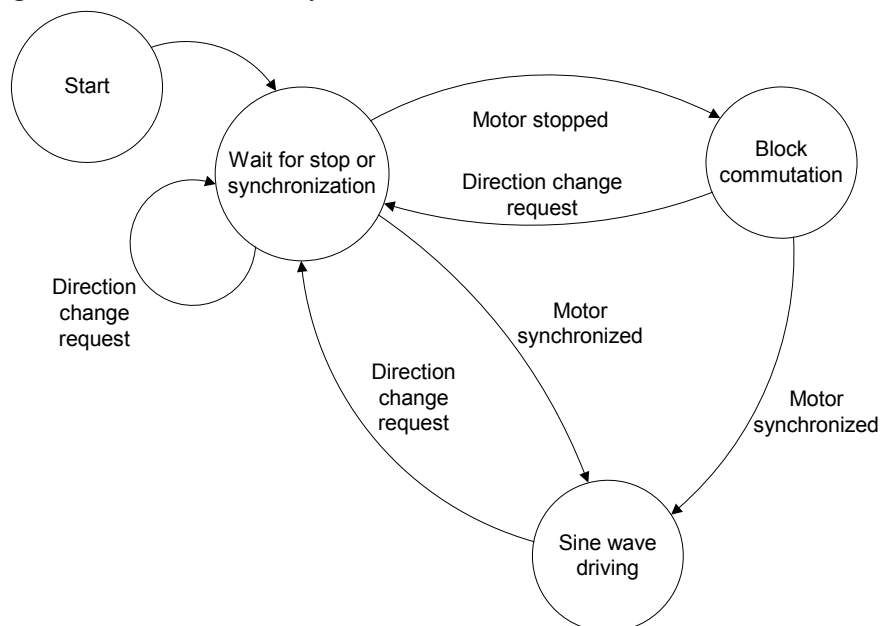 Start
Wait for stop or
synchronization
Motor stopped
Block
commutation
Direction change
request
Direction
change
request
Motor
synchronized
Direction
change
request
Motor
synchronized
Sine wave
driving